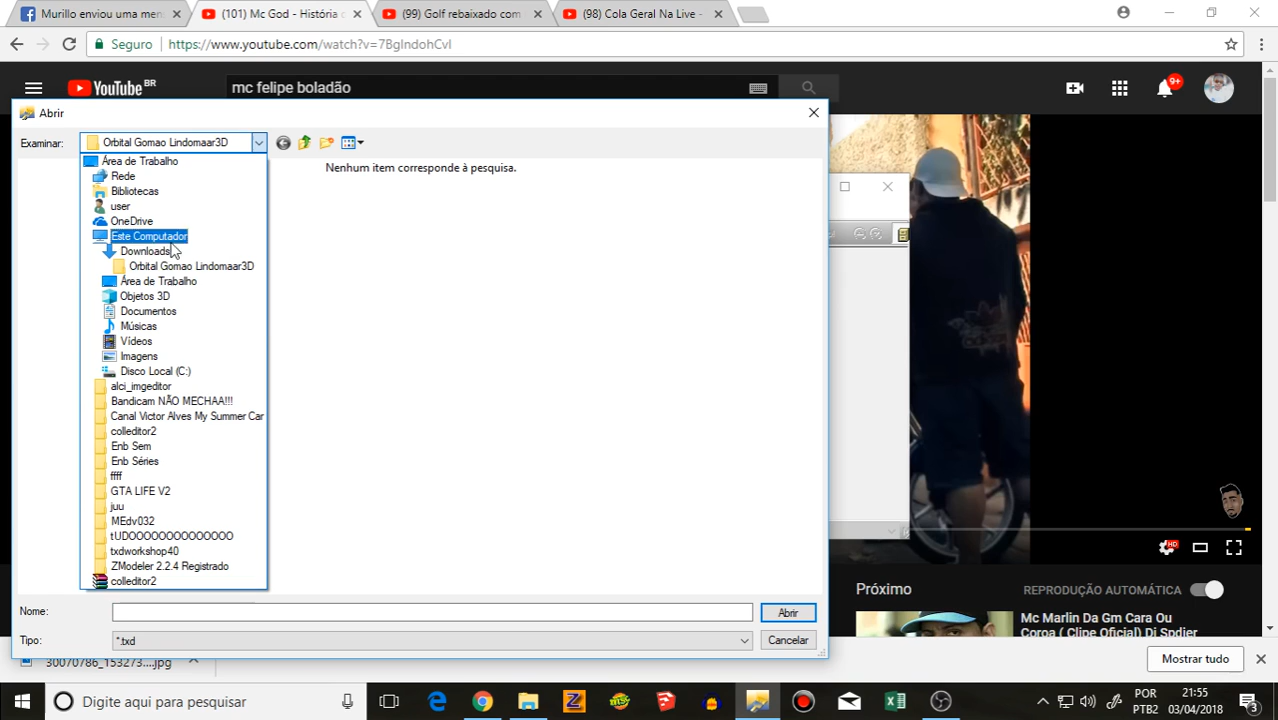 Murillo enviou uma men
(101) Mc God - História
(99) Golf rebaixado com
(98) Cola Geral Na Live -
Seguro
https://www.youtube.com/watch?v=7BgIndohCvI
YouTube BR
mc felipe boladão
9+
Abrir
Examinar:
Orbital Gomao Lindomaar3D
Nenhum item corresponde à pesquisa.
Área de Trabalho
Rede
Bibliotecas
user
OneDrive
Este Computador
Downloads
Orbital Gomao Lindomaar3D
Área de Trabalho
Objetos 3D
Documentos
Músicas
Vídeos
Imagens
Disco Local (C:)
alci_imgeditor
Bandicam NÃO MECHAA!!!
Canal Victor Alves My Summer Car
colleditor2
Enb Sem
Enb Séries
ffff
GTA LIFE V2
juu
MEdv032
tUDOOOOOOOOOOOOOO
txdworkshop40
ZModeler 2.2.4 Registrado
colleditor2
HD
Próximo
REPRODUÇÃO AUTOMÁTICA
Mc Marlin Da Gm Cara Ou
Coroa ( Clipe Oficial) Dj Spdier
Nome:
Abrir
Tipo:
*.txd
Cancelar
30070786_153273....jpg
Mostrar tudo
Digite aqui para pesquisar
POR
PTB2
21:55
03/04/2018
3